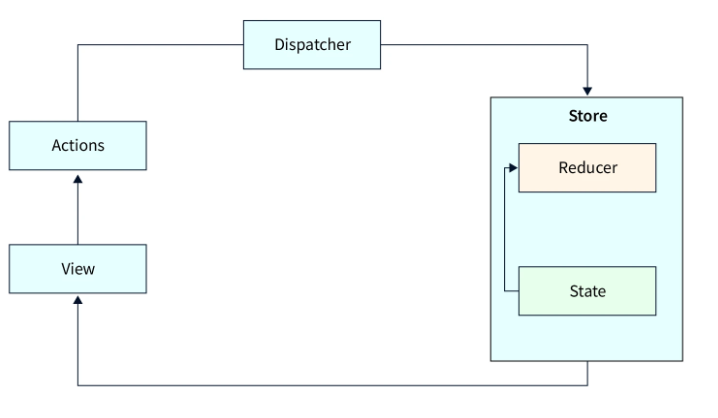 Dispatcher
Store
Actions
Reducer
View
State